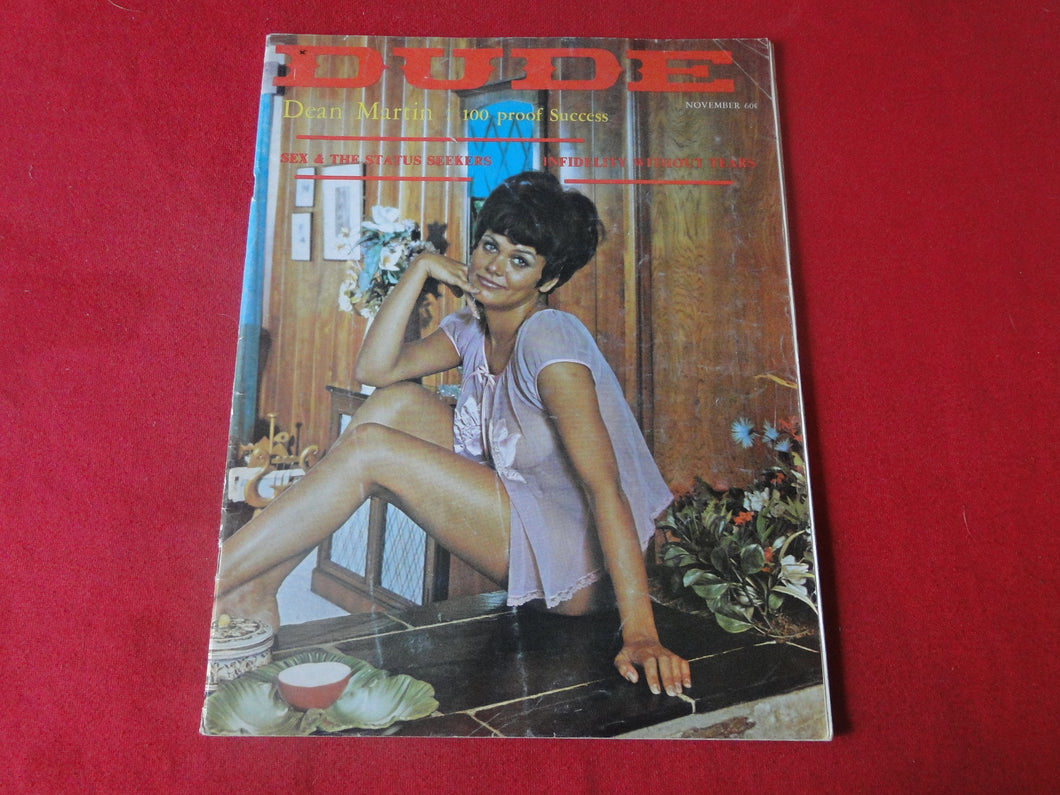 DUDE
NOVEMBER 60¢
Dean Martin 100 proof Success
SEX & THE STATUS SEEKERS
INFIDELITY WITHOUT TEARS